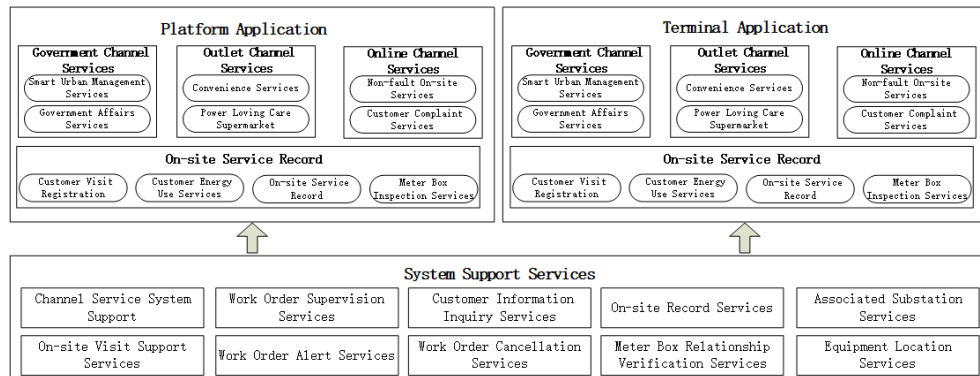 Platform Application
Government Channel
Services
Smart Urban Management
Services
Government Affairs
Services
Outlet Channel
Services
Convenience Services
Power Loving Care
Supermarket
Online Channel
Services
Non-fault On-site
Services
Customer Complaint
Services
On-site Service Record
Customer Visit
Registration
Customer Energy
Use Services
On-site Service
Record
Meter Box
Inspection Services
Terminal Application
Government Channel
Services
Smart Urban Management
Services
Government Affairs
Services
Outlet Channel
Services
Convenience Services
Power Loving Care
Supermarket
Online Channel
Services
Non-fault On-site
Services
Customer Complaint
Services
On-site Service Record
Customer Visit
Registration
Customer Energy
Use Services
On-site Service
Record
Meter Box
Inspection Services
System Support Services
Channel Service System
Support
Work Order Supervision
Services
Customer Information
Inquiry Services
On-site Record Services
Associated Substation
Services
On-site Visit Support
Services
Work Order Alert Services
Work Order Cancellation
Services
Meter Box Relationship
Verification Services
Equipment Location
Services